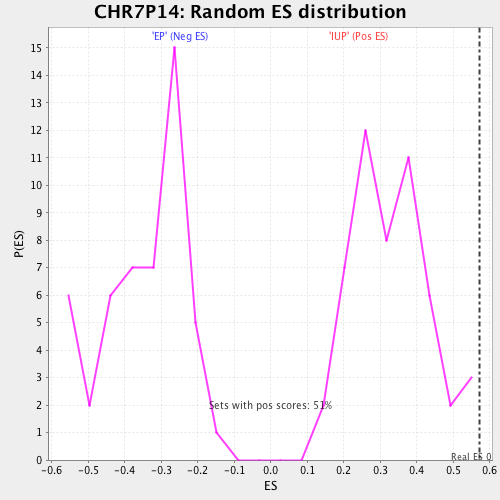 CHR7P14: Random ES distribution
'EP' (Neg ES)
'IUP' (Pos ES)
15
14
13
12
11
10
9
8
7
6
5
4
3
2
1
0
P(ES)
Sets with pos scores: 51%
Real ES 0
-0.6 -0.5 -0.4 -0.3 -0.2 -0.1 0.0 0.1 0.2 0.3 0.4 0.5 0.6
ES